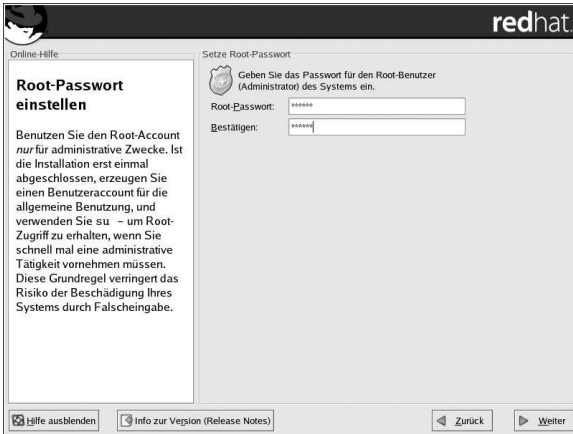 redhat.
Online-Hilfe
Root-Passwort
einstellen
Benutzen Sie den Root-Account
nur für administrative Zwecke. Ist
die Installation erst einmal
abgeschlossen, erzeugen Sie
einen Benutzeraccount für die
allgemeine Benutzung, und
verwenden Sie su – um Root-
Zugriff zu erhalten, wenn Sie
schnell mal eine administrative
Tätigkeit vornehmen müssen.
Diese Grundregel verringert das
Risiko der Beschädigung Ihres
Systems durch Falscheingabe.
Setze Root-Passwort
Geben Sie das Passwort für den Root-Benutzer
(Administrator) des Systems ein.
Root-Passwort: ******
Bestätigen: ******
Hilfe ausblenden
Info zur Version (Release Notes)
Zurück
Weiter